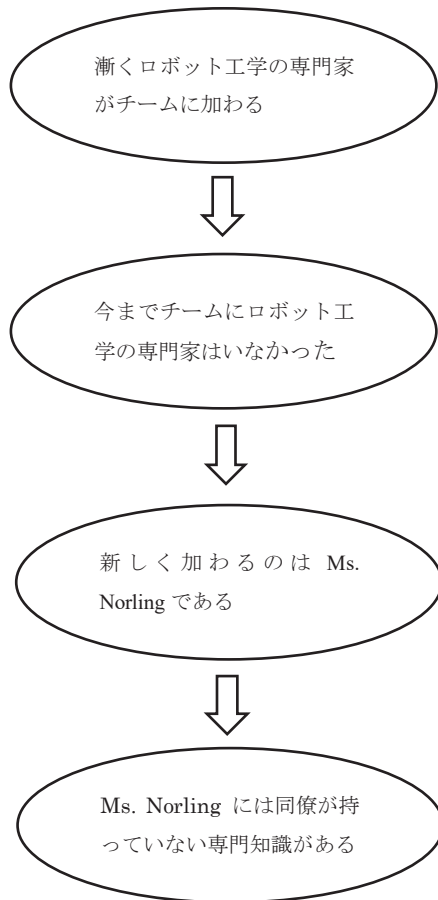 漸くロボット工学の専門家
がチームに加わる
今までチームにロボット工
学の専門家はいなかった
新しく加わるのは Ms.
Norling である
Ms. Norling には同僚が持
っていない専門知識がある